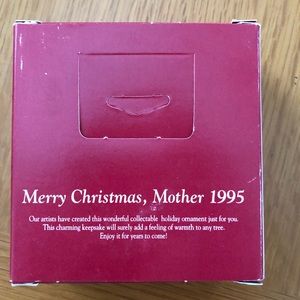 Merry Christmas, Mother 1995
Our artists have created this wonderful collectable holiday ornament just for you.
This charming keepsake will surely add a feeling of warmth to any tree.
Enjoy it for years to come!